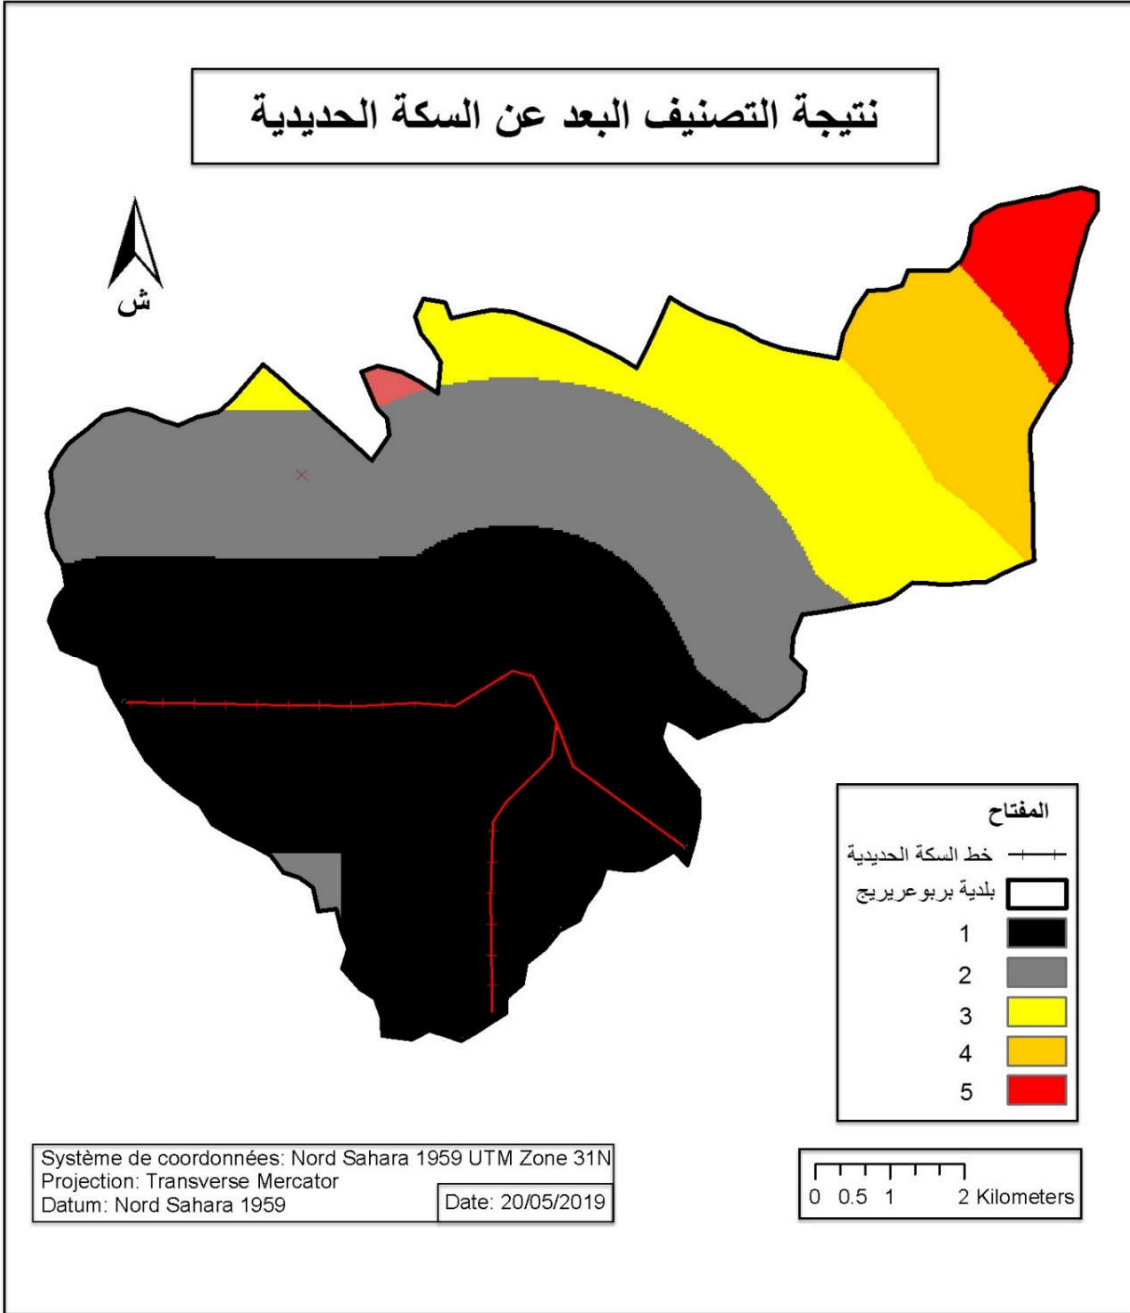 نتيجة التصنيف البعد عن السكة الحديدية
ش
المفتاح
خط السكة الحديدية
بلدية بربوعريريج
1
2
3
4
5
Système de coordonnées: Nord Sahara 1959 UTM Zone 31N
Projection: Transverse Mercator
Datum: Nord Sahara 1959
Date: 20/05/2019
0 0.5 1 2 Kilometers